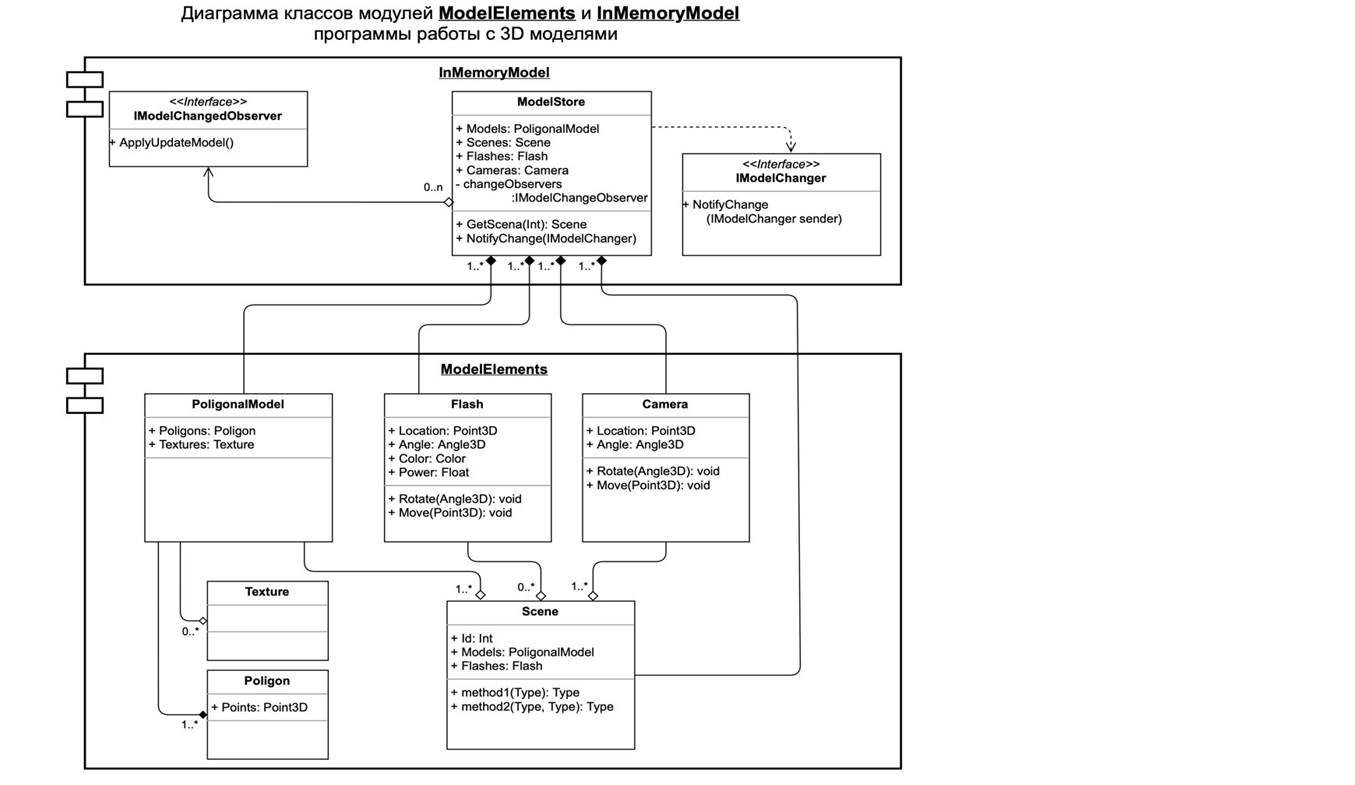 Диаграмма классов модулей ModelElements и InMemoryModel
программы работы с 3D моделями
InMemoryModel
<<Interface>>
IModelChangedObserver
+ ApplyUpdateModel()
ModelStore
+ Models: PoligonalModel
+ Scenes: Scene
+ Flashes: Flash
+ Cameras: Camera
- changeObservers
:IModelChangeObserver
+ GetScena(Int): Scene
+ NotifyChange(IModelChanger)
<<Interface>>
IModelChanger
+ NotifyChange
(IModelChanger sender)
0..n
1..* 1..* 1..* 1..*
ModelElements
PoligonalModel
+ Poligons: Poligon
+ Textures: Texture
Flash
+ Location: Point3D
+ Angle: Angle3D
+ Color: Color
+ Power: Float
+ Rotate(Angle3D): void
+ Move(Point3D): void
Camera
+ Location: Point3D
+ Angle: Angle3D
+ Rotate(Angle3D): void
+ Move(Point3D): void
1..* 0..* 1..*
Texture
0..*
Poligon
+ Points: Point3D
1..*
Scene
+ Id: Int
+ Models: PoligonalModel
+ Flashes: Flash
+ method1(Type): Type
+ method2(Type, Type): Type